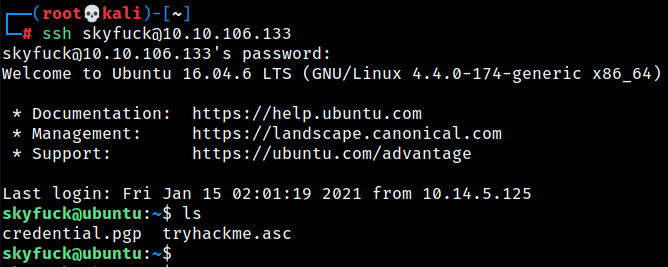 ┌──(root💀kali)-[~]
└─# ssh skyfuck@10.10.106.133
skyfuck@10.10.106.133's password:
Welcome to Ubuntu 16.04.6 LTS (GNU/Linux 4.4.0-174-generic x86_64)
* Documentation:  https://help.ubuntu.com
* Management:     https://landscape.canonical.com
* Support:        https://ubuntu.com/advantage
Last login: Fri Jan 15 02:01:19 2021 from 10.14.5.125
skyfuck@ubuntu:~$ ls
credential.pgp  tryhackme.asc
skyfuck@ubuntu:~$